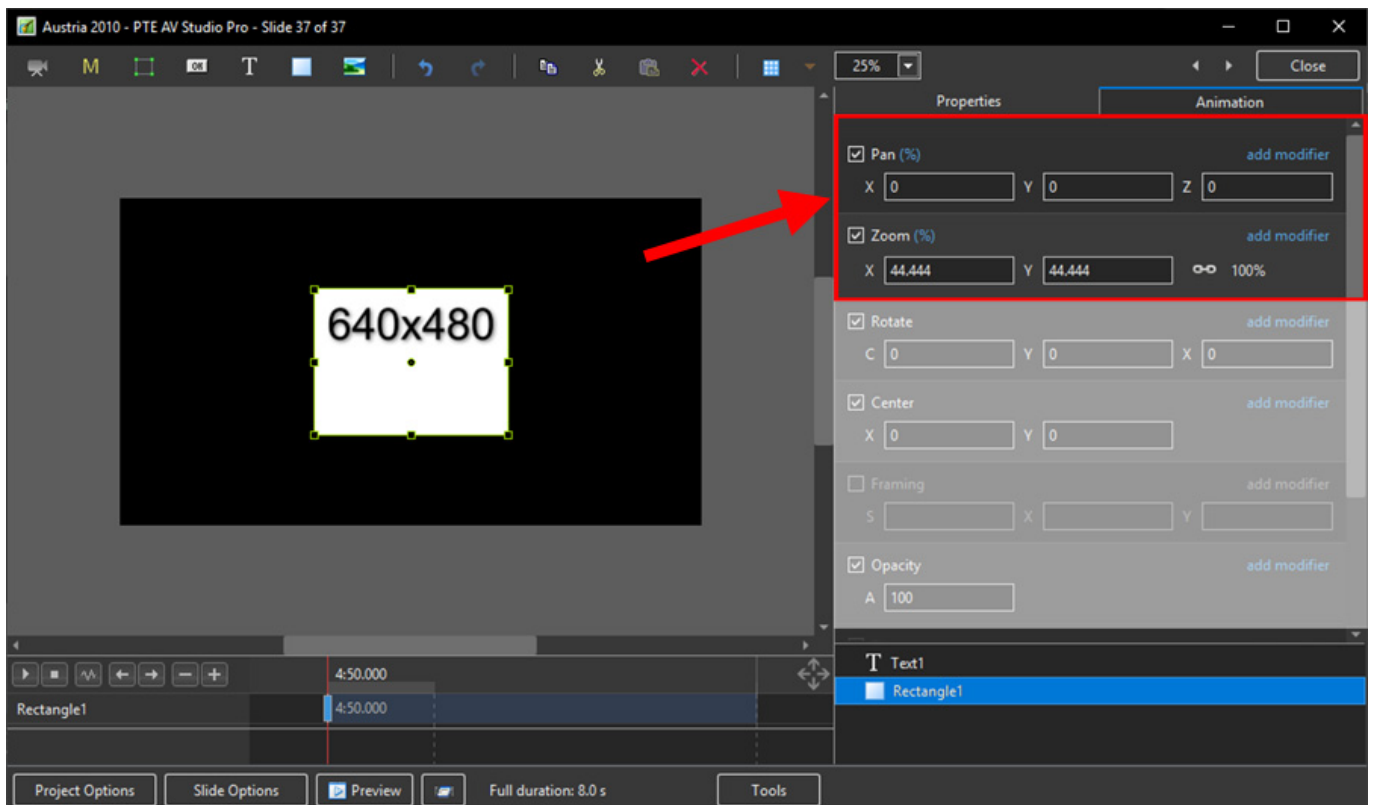 Austria 2010 - PTE AV Studio Pro - Slide 37 of 37
M OK T 25% Close
Properties Animation
Pan (%) add modifier
X 0 Y 0 Z 0
Zoom (%) add modifier
X 44.444 Y 44.444 100%
640x480
Rotate add modifier
C 0 Y 0 X 0
Center add modifier
X 0 Y 0
Framing add modifier
S X Y
Opacity add modifier
A 100
4:50.000
Rectangle1 4:50.000
T Text1
Rectangle1
Project Options Slide Options Preview Full duration: 8.0 s Tools